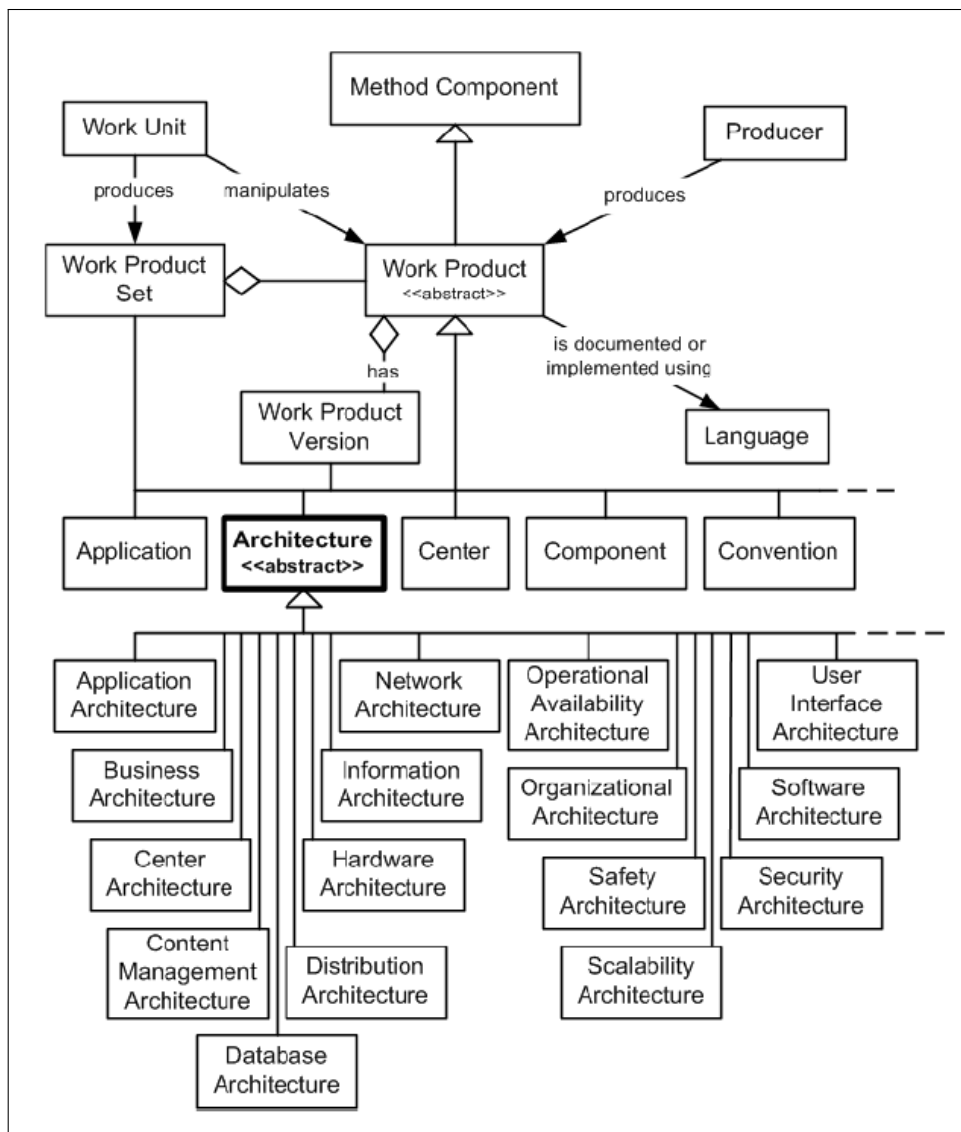 Method Component
Work Unit
Producer
produces
manipulates
produces
Work Product
Set
Work Product
<<abstract>>
is documented or
implemented using
has
Work Product
Version
Language
Application
Architecture
<<abstract>>
Center
Component
Convention
Application
Architecture
Network
Architecture
Operational
Availability
Architecture
User
Interface
Architecture
Business
Architecture
Information
Architecture
Organizational
Architecture
Software
Architecture
Center
Architecture
Hardware
Architecture
Safety
Architecture
Security
Architecture
Content
Management
Architecture
Distribution
Architecture
Scalability
Architecture
Database
Architecture